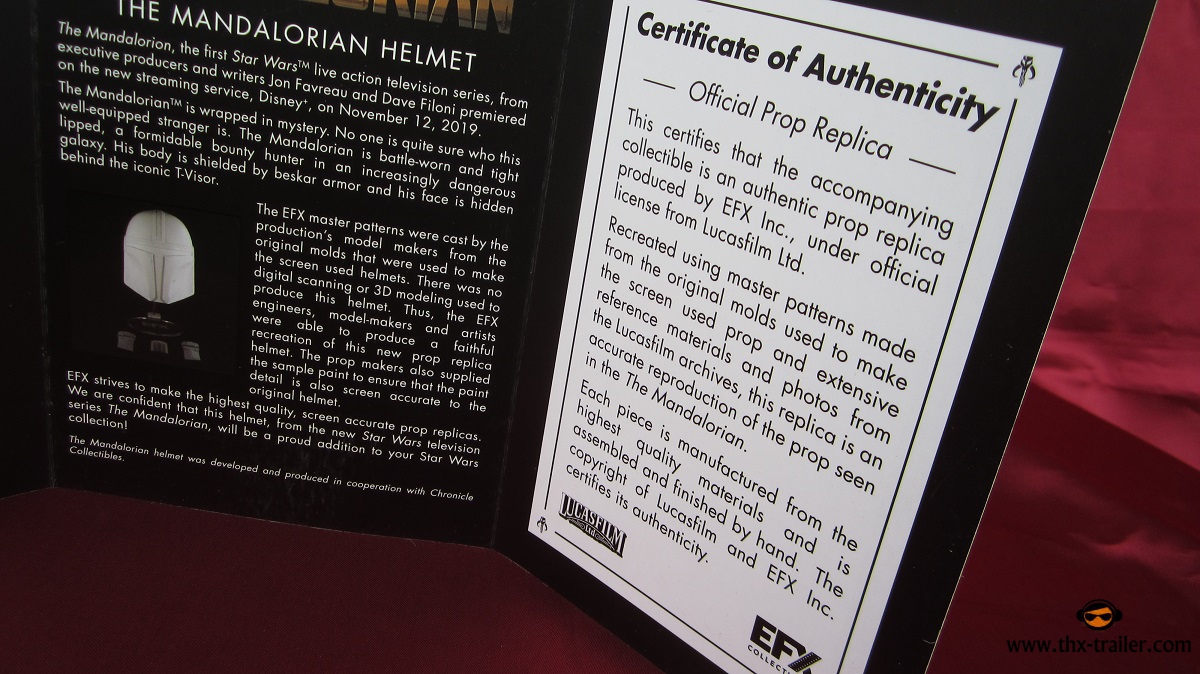 THE MANDALORIAN HELMET
The Mandalorion, the first Star Wars™ live action television series, from
executive producers and writers Jon Favreau and Dave Filoni premiered
on the new streaming service, Disney+, on November 12, 2019.
The Mandalorian™ is wrapped in mystery. No one is quite sure who this
well-equipped stranger is. The Mandalorian is battle-worn and tight
lipped, a formidable bounty hunter in an increasingly dangerous
galaxy. His body is shielded by beskar armor and his face is hidden
behind the iconic T-Visor.
The EFX master patterns were cast by the
production's model makers from the
original molds that were used to make
the screen used helmets. There was no
digital scanning or 3D modeling used to
produce this helmet. Thus, the EFX
engineers, model-makers and artists
were able to produce a faithful
recreation of this new prop replica
helmet. The prop makers also supplied
the sample paint to ensure that the paint
detail is also screen accurate to the
original helmet.
EFX strives to make the highest quality, screen accurate prop replicas.
We are confident that this helmet, from the new Star Wars television
series The Mandalorian, will be a proud addition to your Star Wars
collection!
The Mandalorian helmet was developed and produced in cooperation with Chronicle
Collectibles.
Certificate of Authenticity
Official Prop Replica
This certifies that the accompanying
collectible is an authentic prop replica
produced by EFX Inc., under official
license from Lucasfilm Ltd.
Recreated using master patterns made
from the original molds used to make
the screen used prop and extensive
reference materials and photos from
the Lucasfilm archives, this replica is an
accurate reproduction of the prop seen
in the The Mandalorian.
Each piece is manufactured from the
highest quality materials and is
assembled and finished by hand. The
copyright of Lucasfilm and EFX Inc.
certifies its authenticity.
LUCASFILM
Ltd
EFX
www.thx-trailer.com